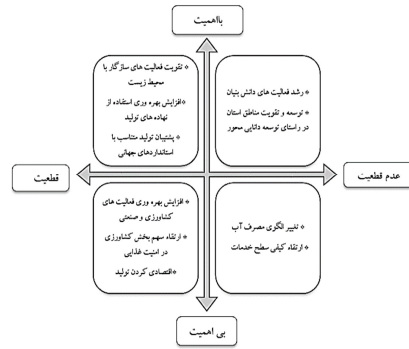 بااهمیت
* رشد فعالیت های دانش بنیان
* توسعه و تقویت مناطق استان
در راستای توسعه دانایی محور
* تقویت فعالیت های سازگار با
محیط زیست
*افزایش بهره وری استفاده از
نهاده های تولید
* پشتیبان تولید متناسب با
استانداردهای جهانی
عدم قطعیت
قطعیت
* تغییر الگوی مصرف آب
* ارتقاء کیفی سطح خدمات
* افزایش بهره وری فعالیت های
کشاورزی و صنعتی
* ارتقاء سهم بخش کشاورزی
در امنیت غذایی
*اقتصادی کردن تولید
بی اهمیت